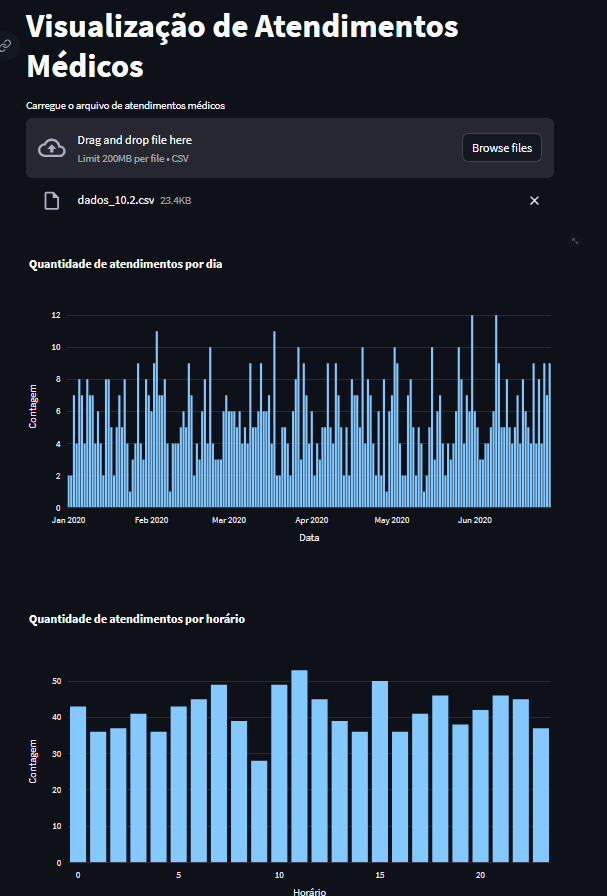 Visualização de Atendimentos
Médicos
Carregue o arquivo de atendimentos médicos
Drag and drop file here
Limit 200MB per file • CSV
Browse files
dados_10.2.csv 23.4KB
Quantidade de atendimentos por dia
12
10
8
6
4
2
0
Contagem
Jan 2020 Feb 2020 Mar 2020 Apr 2020 May 2020 Jun 2020
Data
Quantidade de atendimentos por horário
50
40
30
20
10
0
Contagem
0 5 10 15 20
Horário